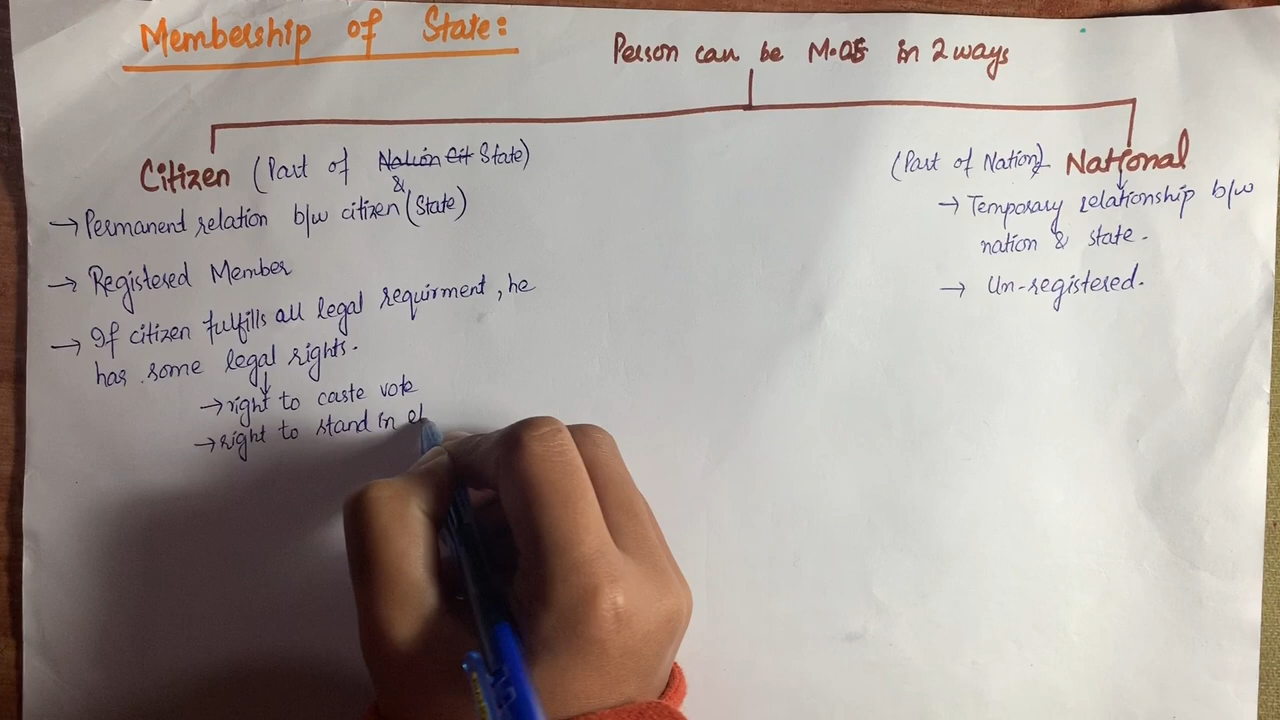 Membership of State:
Person can be M.OS in 2 ways
Citizen (Part of State)
→ Permanent relation b/w citizen & (State)
→ Registered Member
→ If citizen fulfills all legal requirment, he
has some legal rights.
→ right to caste vote
→ right to stand in el
(Part of Nation) National
→ Temporary relationship b/w
nation & state.
→ Un-registered.